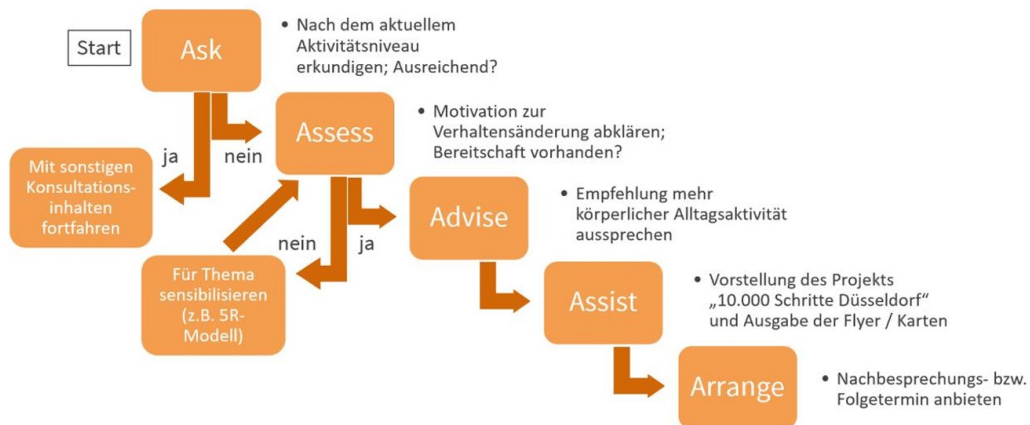 Start
Ask
• Nach dem aktuellem
Aktivitätsniveau
erkundigen; Ausreichend?
ja
nein
Mit sonstigen
Konsultations-
inhalten
fortfahren
Assess
• Motivation zur
Verhaltensänderung abklären;
Bereitschaft vorhanden?
nein
ja
Für Thema
sensibilisieren
(z.B. 5R-
Modell)
Advise
• Empfehlung mehr
körperlicher Alltagsaktivität
aussprechen
Assist
• Vorstellung des Projekts
„10.000 Schritte Düsseldorf“
und Ausgabe der Flyer / Karten
Arrange
• Nachbesprechungs- bzw.
Folgetermin anbieten